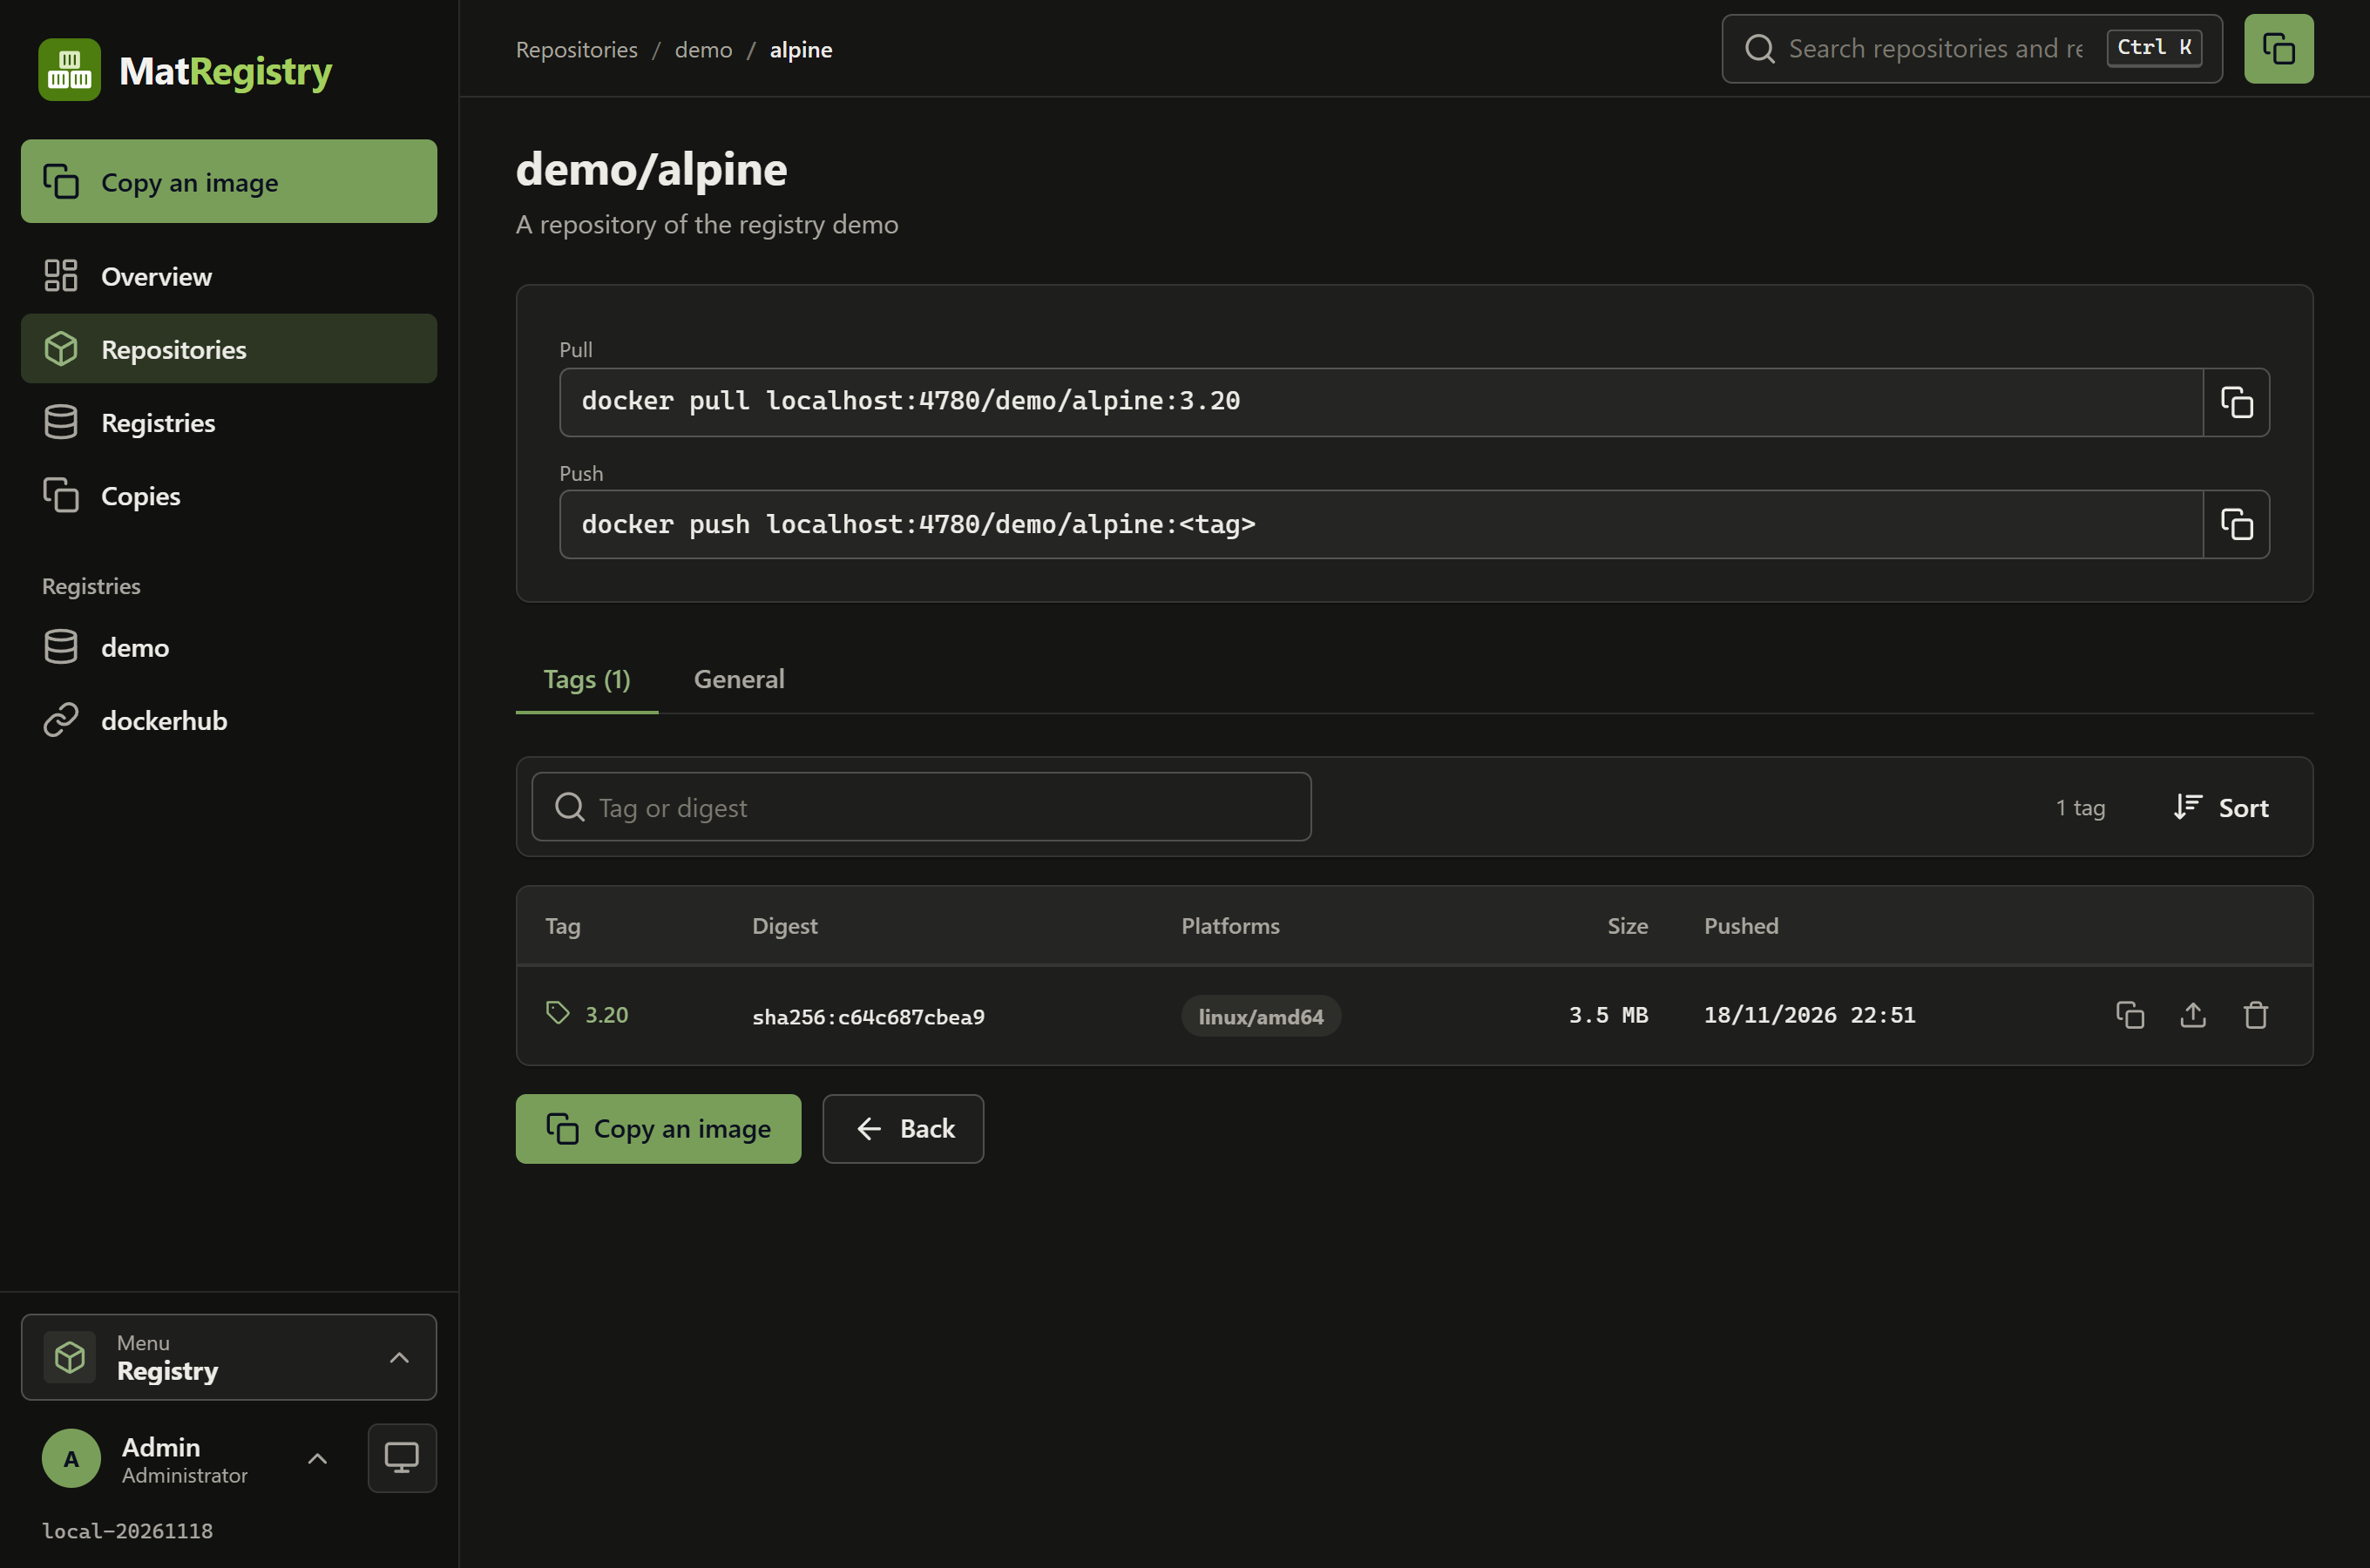 MatRegistry
Copy an image
Overview
Repositories
Registries
Copies
Registries
demo
dockerhub
Menu
Registry
A
Admin
Administrator
local-20261118
Repositories / demo / alpine
Search repositories and re
Ctrl K
demo/alpine
A repository of the registry demo
Pull
docker pull localhost:4780/demo/alpine:3.20
Push
docker push localhost:4780/demo/alpine:<tag>
Tags (1)
General
Tag or digest
1 tag
Sort
Tag Digest Platforms Size Pushed
3.20 sha256:c64c687cbea9 linux/amd64 3.5 MB 18/11/2026 22:51
Copy an image
Back